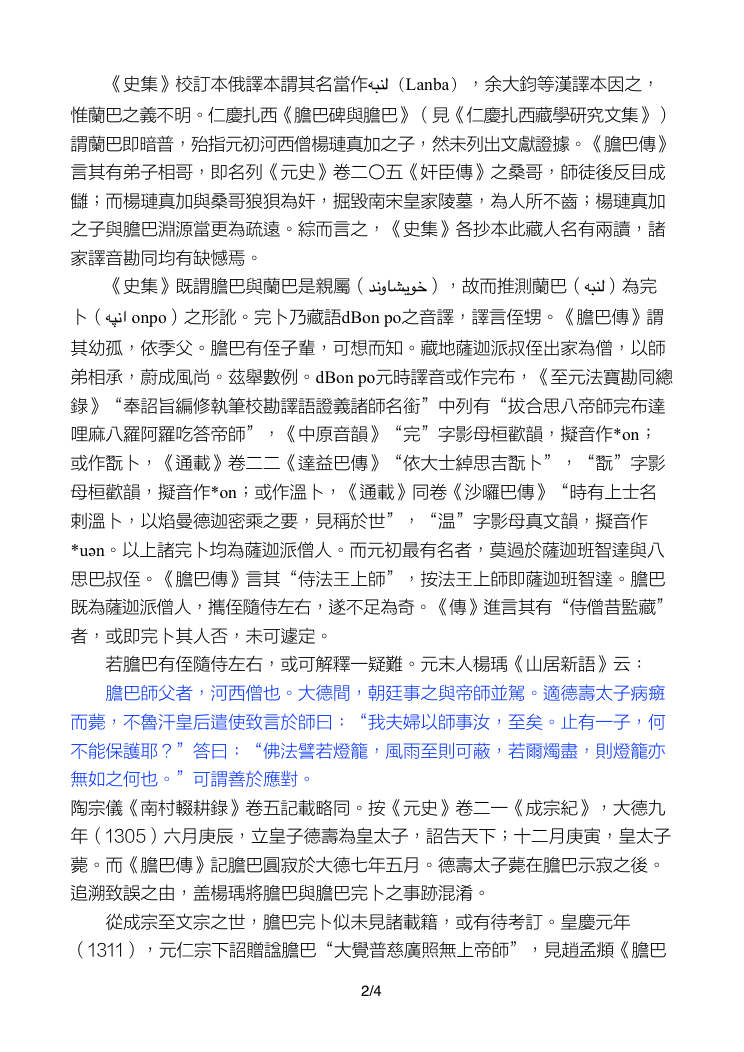 《史集》校訂本俄譯本謂其名當作لنبه（Lanba），余大鈞等漢譯本因之，
惟蘭巴之義不明。仁慶扎西《膽巴碑與膽巴》（見《仁慶扎西藏學研究文集》）
謂蘭巴即暗普，殆指元初河西僧楊璉真加之子，然未列出文獻證據。《膽巴傳》
言其有弟子相哥，即名列《元史》卷二〇五《奸臣傳》之桑哥，師徒後反目成
讎；而楊璉真加與桑哥狼狽為奸，掘毀南宋皇家陵墓，為人所不齒；楊璉真加
之子與膽巴淵源當更為疏遠。綜而言之，《史集》各抄本此藏人名有兩讀，諸
家譯音勘同均有缺憾焉。
《史集》既謂膽巴與蘭巴是親屬（خویشاوند），故而推測蘭巴（لنبه）為完
卜（انپه onpo）之形訛。完卜乃藏語dBon po之音譯，譯言侄甥。《膽巴傳》謂
其幼孤，依季父。膽巴有侄子輩，可想而知。藏地薩迦派叔侄出家為僧，以師
弟相承，蔚成風尚。茲舉數例。dBon po元時譯音或作完布，《至元法寶勘同總
錄》“奉詔旨編修執筆校勘譯語證義諸師名銜”中列有“拔合思八帝師完布達
哩麻八羅阿羅吃答帝師”，《中原音韻》“完”字影母桓歡韻，擬音作*on；
或作翫卜，《通載》卷二二《達益巴傳》“依大士綽思吉翫卜”，“翫”字影
母桓歡韻，擬音作*on；或作溫卜，《通載》同卷《沙囉巴傳》“時有上士名
剌溫卜，以焰曼德迦密乘之要，見稱於世”，“温”字影母真文韻，擬音作
*uən。以上諸完卜均為薩迦派僧人。而元初最有名者，莫過於薩迦班智達與八
思巴叔侄。《膽巴傳》言其“侍法王上師”，按法王上師即薩迦班智達。膽巴
既為薩迦派僧人，攜侄隨侍左右，遂不足為奇。《傳》進言其有“侍僧昔監藏”
者，或即完卜其人否，未可遽定。
若膽巴有侄隨侍左右，或可解釋一疑難。元末人楊瑀《山居新語》云：
膽巴師父者，河西僧也。大德間，朝廷事之與帝師並駕。適德壽太子病癍
而薨，不魯汗皇后遣使致言於師曰：“我夫婦以師事汝，至矣。止有一子，何
不能保護耶？”答曰：“佛法譬若燈籠，風雨至則可蔽，若爾燭盡，則燈籠亦
無如之何也。”可謂善於應對。
陶宗儀《南村輟耕錄》卷五記載略同。按《元史》卷二一《成宗紀》，大德九
年（1305）六月庚辰，立皇子德壽為皇太子，詔告天下；十二月庚寅，皇太子
薨。而《膽巴傳》記膽巴圓寂於大德七年五月。德壽太子薨在膽巴示寂之後。
追溯致誤之由，盖楊瑀將膽巴與膽巴完卜之事跡混淆。
從成宗至文宗之世，膽巴完卜似未見諸載籍，或有待考訂。皇慶元年
（1311），元仁宗下詔贈諡膽巴“大覺普慈廣照無上帝師”，見趙孟頫《膽巴
2/4